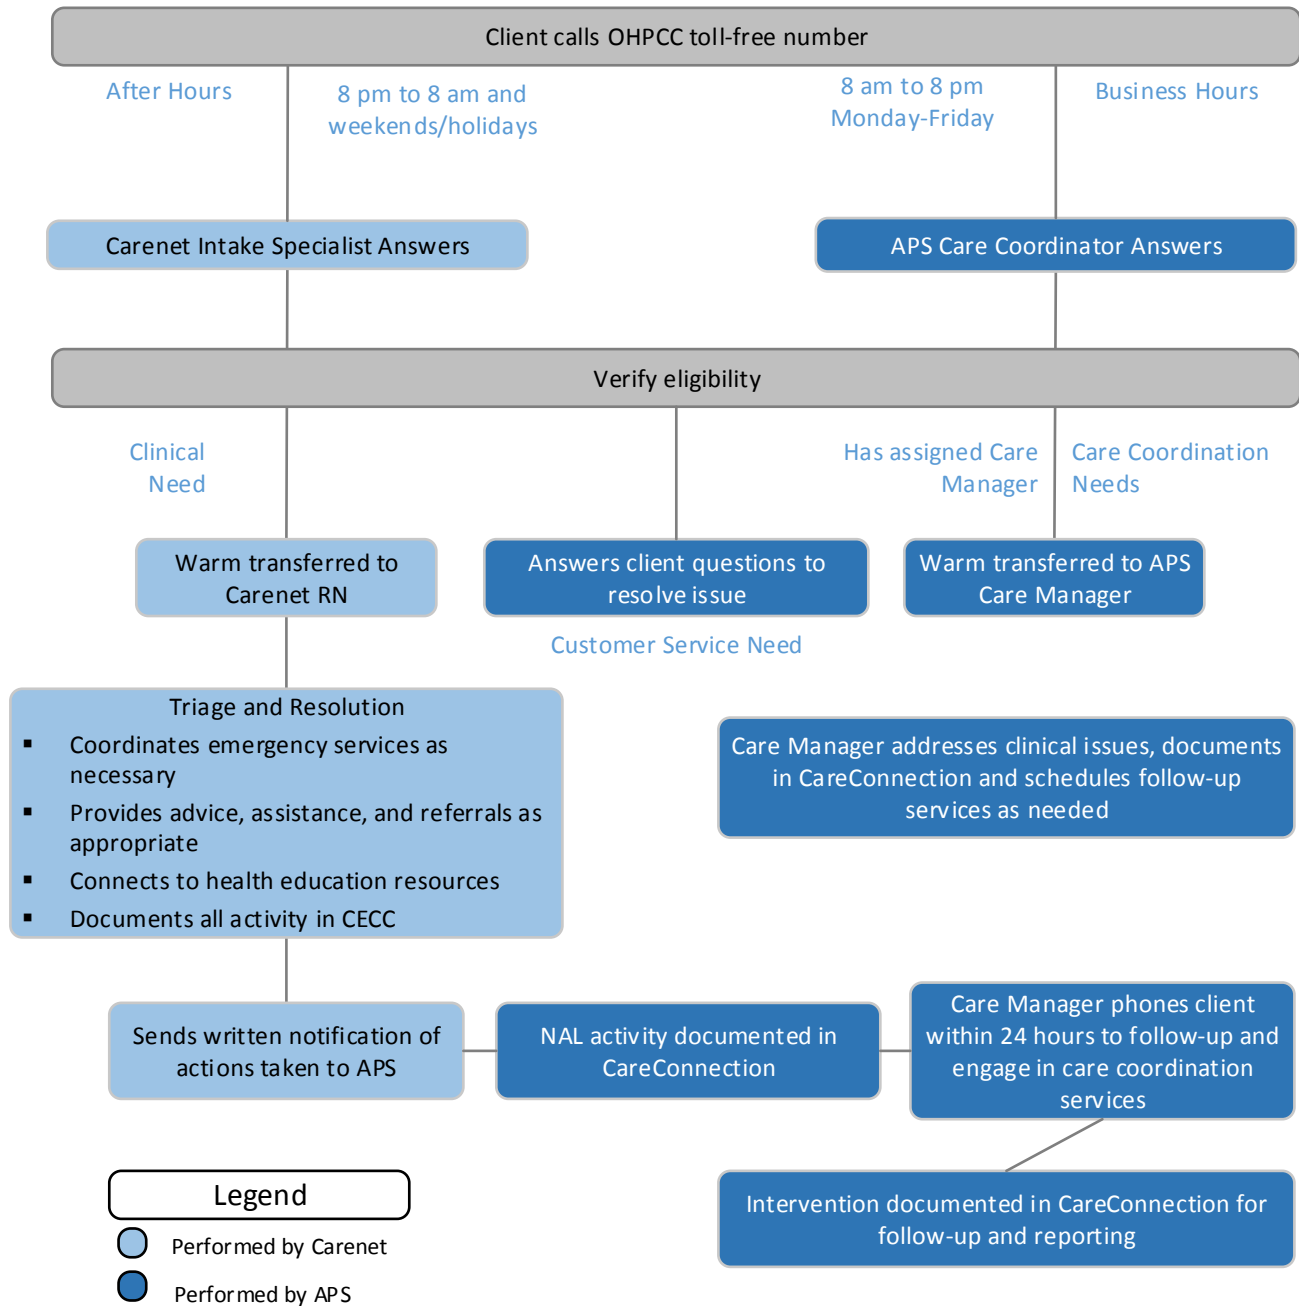 Client calls OHPCC toll-free number
After Hours
8 pm to 8 am and
weekends/holidays
8 am to 8 pm
Monday-Friday
Business Hours
Carenet Intake Specialist Answers
APS Care Coordinator Answers
Verify eligibility
Clinical
Need
Has assigned Care
Manager
Care Coordination
Needs
Warm transferred to
Carenet RN
Answers client questions to
resolve issue
Warm transferred to APS
Care Manager
Customer Service Need
Triage and Resolution
▪ Coordinates emergency services as
necessary
▪ Provides advice, assistance, and referrals as
appropriate
▪ Connects to health education resources
▪ Documents all activity in CECC
Care Manager addresses clinical issues, documents
in CareConnection and schedules follow-up
services as needed
Sends written notification of
actions taken to APS
NAL activity documented in
CareConnection
Care Manager phones client
within 24 hours to follow-up and
engage in care coordination
services
Intervention documented in CareConnection for
follow-up and reporting
Legend
Performed by Carenet
Performed by APS